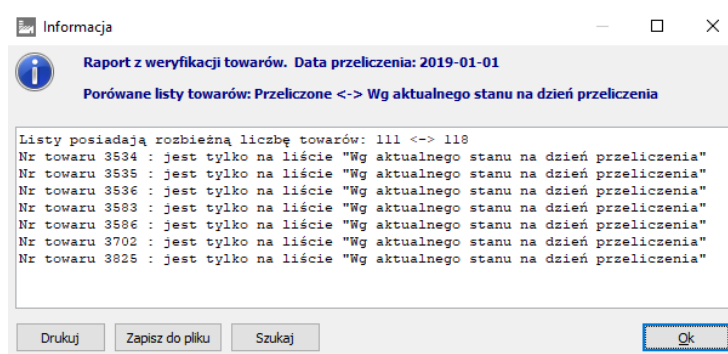 Informacja
Raport z weryfikacji towarów. Data przeliczenia: 2019-01-01
Porówane listy towarów: Przeliczone <-> Wg aktualnego stanu na dzień przeliczenia
Listy posiadają rozbieżną liczbę towarów: 111 <-> 118
Nr towaru 3534 : jest tylko na liście "Wg aktualnego stanu na dzień przeliczenia"
Nr towaru 3535 : jest tylko na liście "Wg aktualnego stanu na dzień przeliczenia"
Nr towaru 3536 : jest tylko na liście "Wg aktualnego stanu na dzień przeliczenia"
Nr towaru 3583 : jest tylko na liście "Wg aktualnego stanu na dzień przeliczenia"
Nr towaru 3586 : jest tylko na liście "Wg aktualnego stanu na dzień przeliczenia"
Nr towaru 3702 : jest tylko na liście "Wg aktualnego stanu na dzień przeliczenia"
Nr towaru 3825 : jest tylko na liście "Wg aktualnego stanu na dzień przeliczenia"
Drukuj Zapisz do pliku Szukaj Ok